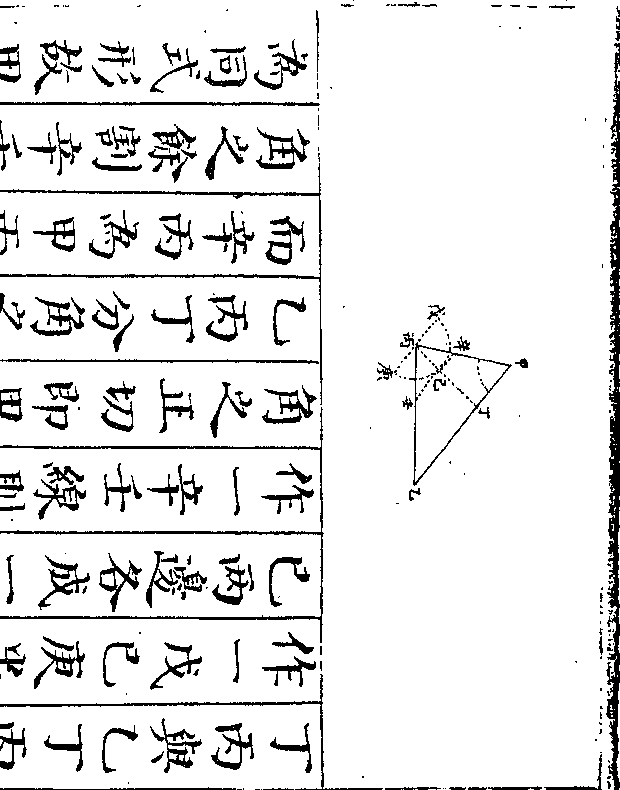 丁丙與乙丁丙
作一戊己庚半
己兩邊各成一
作一辛壬線則
角之正切即甲
乙丙丁分角之
而辛丙為甲丙
角之餘割辛壬
為同式形故甲
甲
丁
乙
辛
己
戊
丙
壬
庚